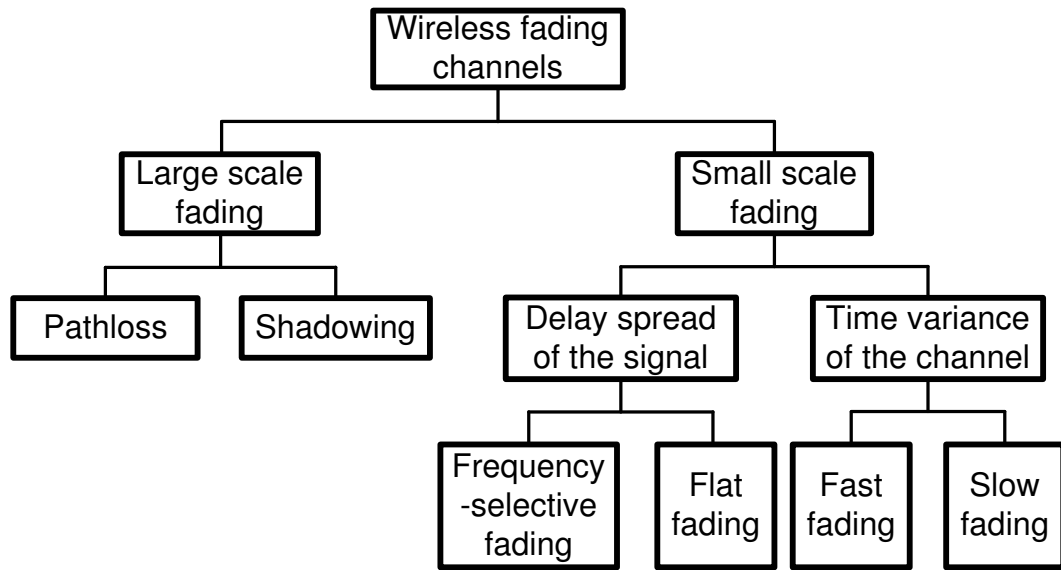 Wireless fading
channels
Large scale
fading
Small scale
fading
Pathloss
Shadowing
Delay spread
of the signal
Time variance
of the channel
Frequency
-selective
fading
Flat
fading
Fast
fading
Slow
fading